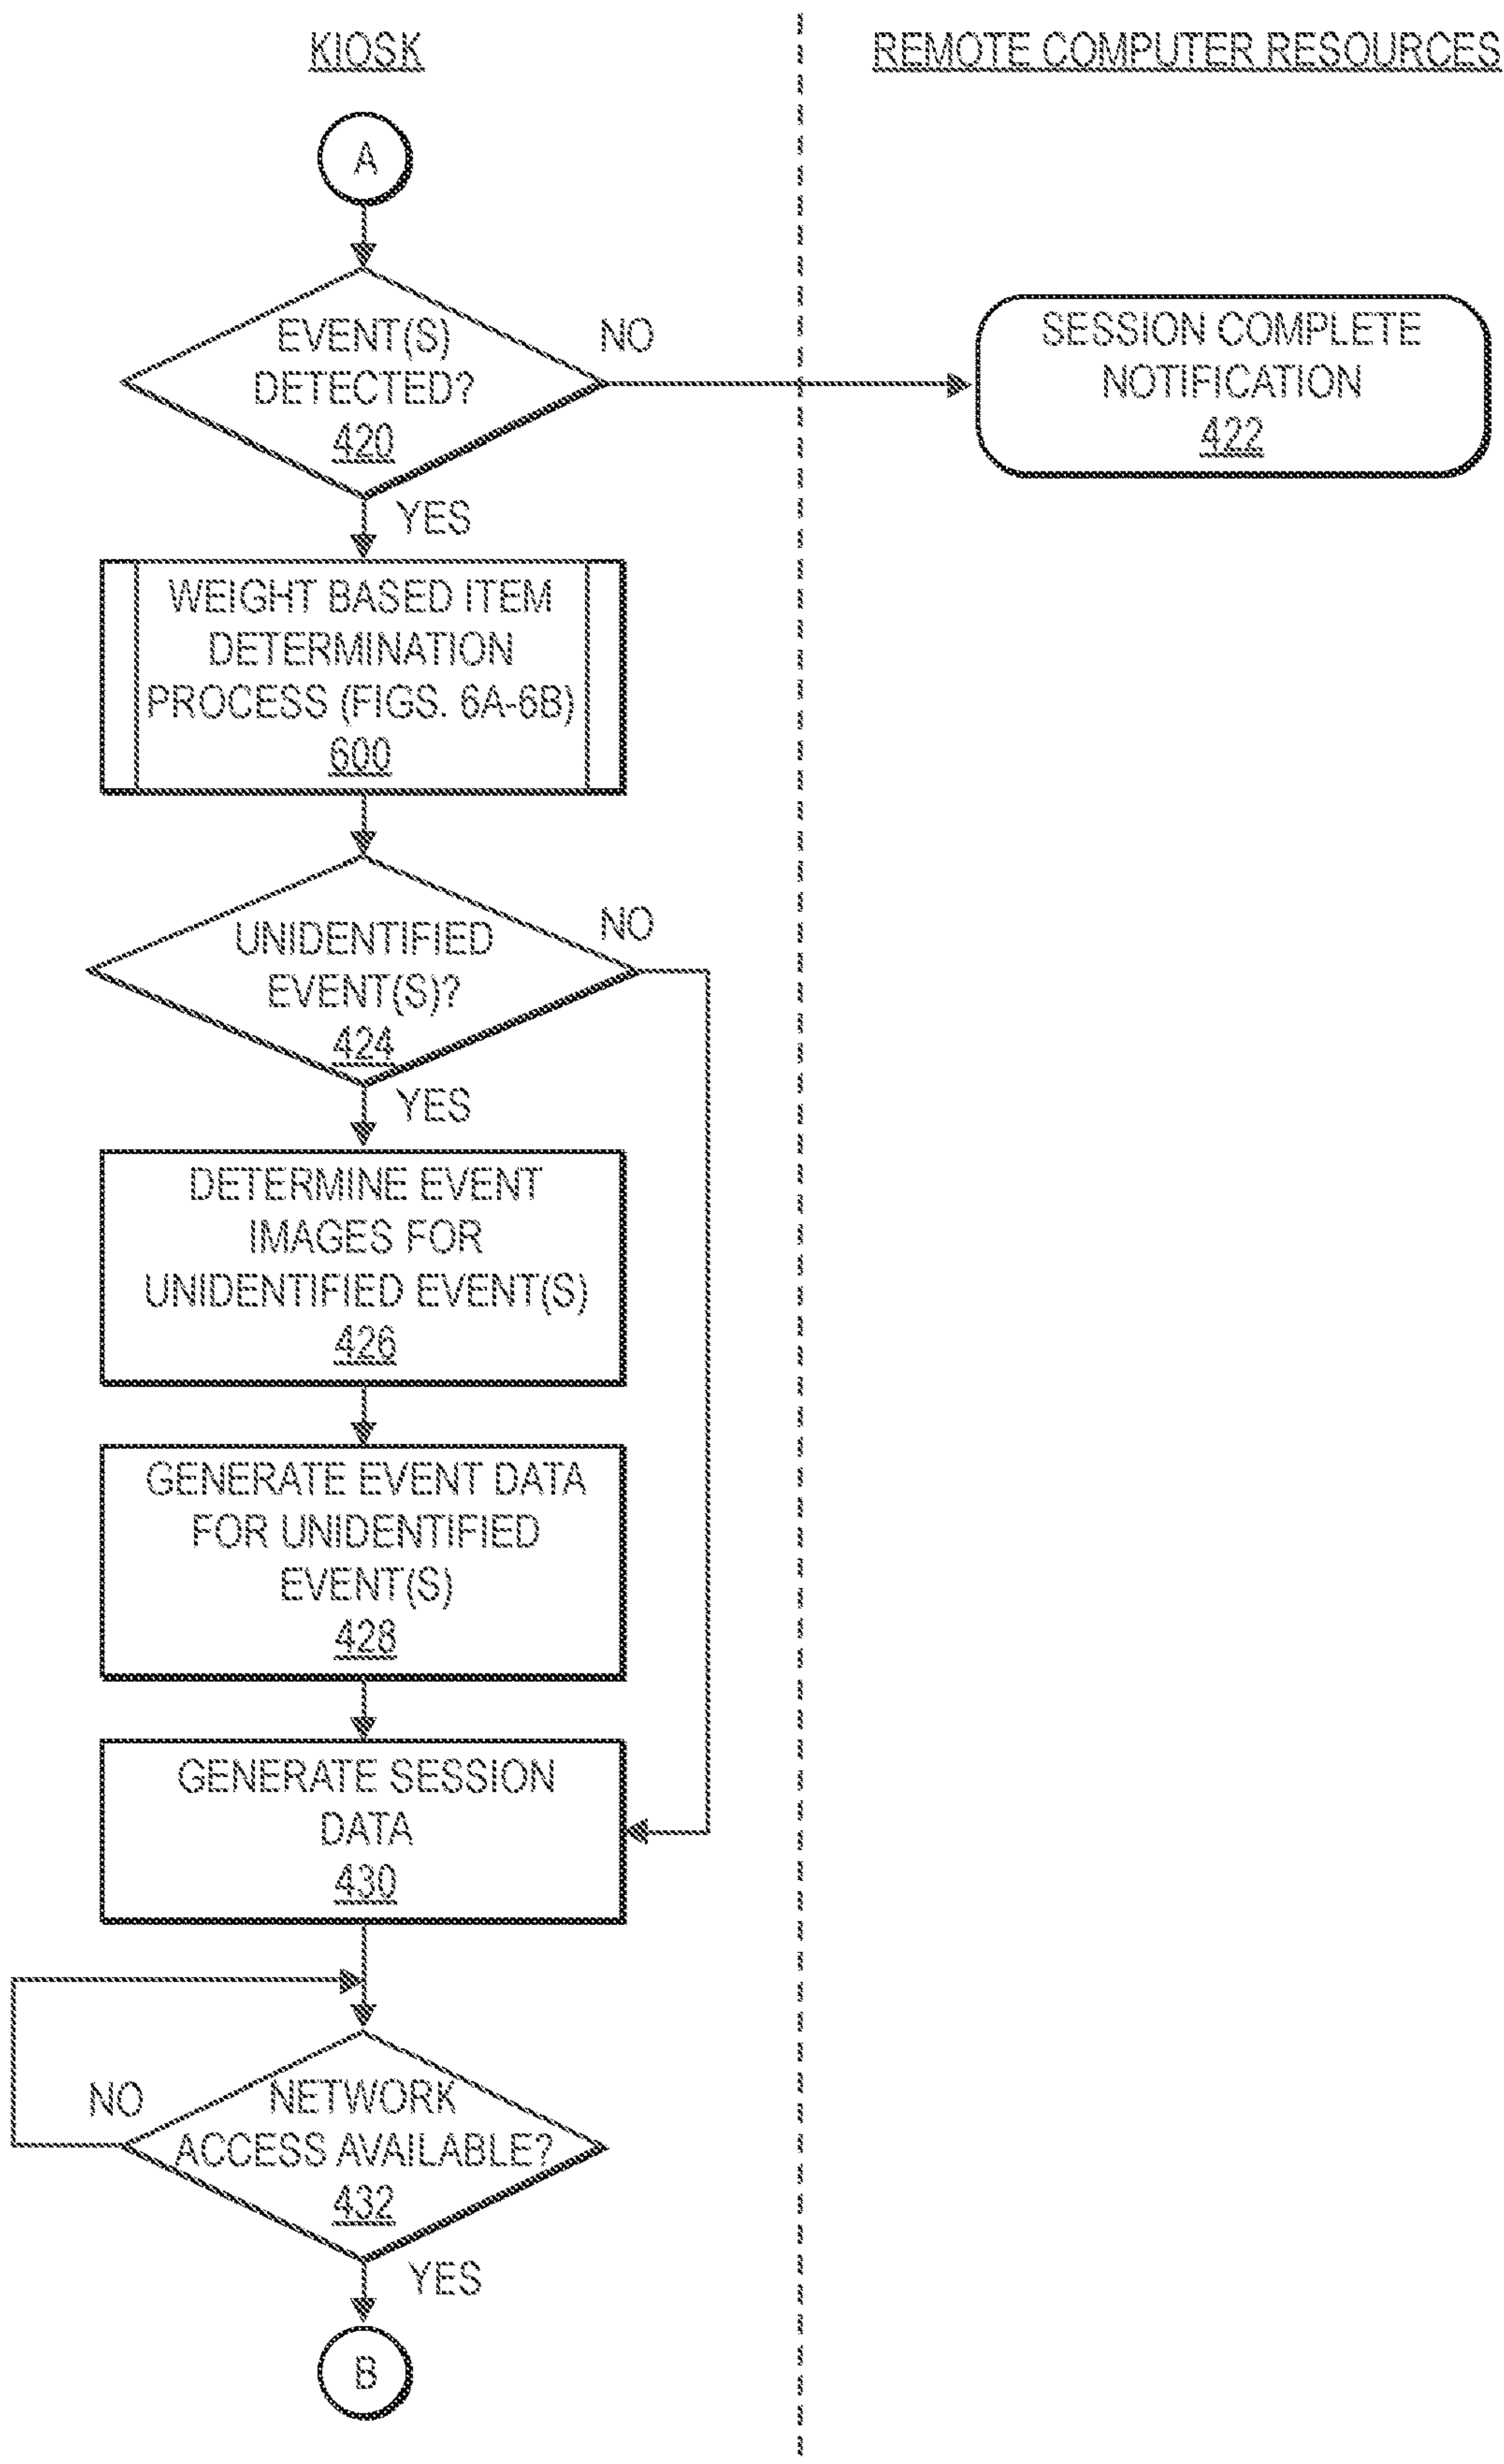 KIOSK
REMOTE COMPUTER RESOURCES
A
EVENT(S)
DETECTED?
420
NO
SESSION COMPLETE
NOTIFICATION
422
YES
WEIGHT BASED ITEM
DETERMINATION
PROCESS (FIGS. 6A-6B)
600
UNIDENTIFIED
EVENT(S)?
424
NO
YES
DETERMINE EVENT
IMAGES FOR
UNIDENTIFIED EVENT(S)
426
GENERATE EVENT DATA
FOR UNIDENTIFIED
EVENT(S)
428
GENERATE SESSION
DATA
430
NO
NETWORK
ACCESS AVAILABLE?
432
YES
B